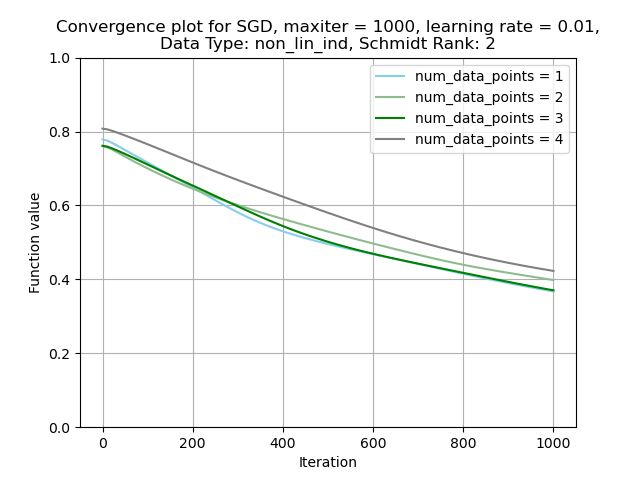 Convergence plot for SGD, maxiter = 1000, learning rate = 0.01,
Data Type: non_lin_ind, Schmidt Rank: 2
num_data_points = 1
num_data_points = 2
num_data_points = 3
num_data_points = 4
Function value
1.0
0.8
0.6
0.4
0.2
0.0
0 200 400 600 800 1000
Iteration